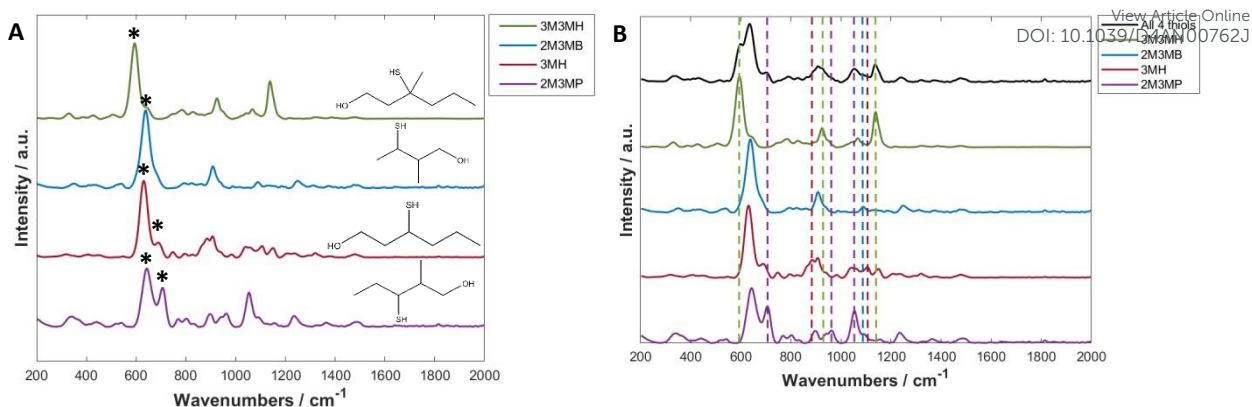 A
3M3MH
2M3MB
3MH
2M3MP
*
*
*
*
*
*
HS
HO
SH
OH
SH
HO
OH
SH
Intensity / a.u.
200 400 600 800 1000 1200 1400 1600 1800 2000
Wavenumbers / cm-1
View Article Online
DOI: 10.1039/D4AN00762J
B
All 4 thiols
3M3MH
2M3MB
3MH
2M3MP
Intensity / a.u.
200 400 600 800 1000 1200 1400 1600 1800 2000
Wavenumbers / cm-1